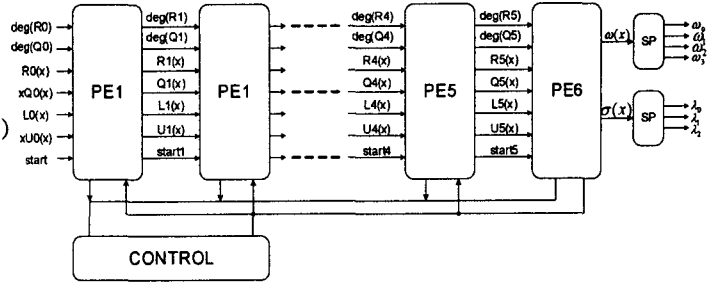 deg(R0)
deg(Q0)
R0(x)
xQ0(x)
L0(x)
xU0(x)
start
)
PE1
deg(R1)
deg(Q1)
R1(x)
Q1(x)
L1(x)
U1(x)
start1
PE1
deg(R4)
deg(Q4)
R4(x)
Q4(x)
L4(x)
U4(x)
start4
PE5
deg(R5)
deg(Q5)
R5(x)
Q5(x)
L5(x)
U5(x)
start5
PE6
ω(x)
SP
ω₀
ω₁
ω₂
ω₃
σ(x)
SP
λ₀
λ₁
λ₂
CONTROL